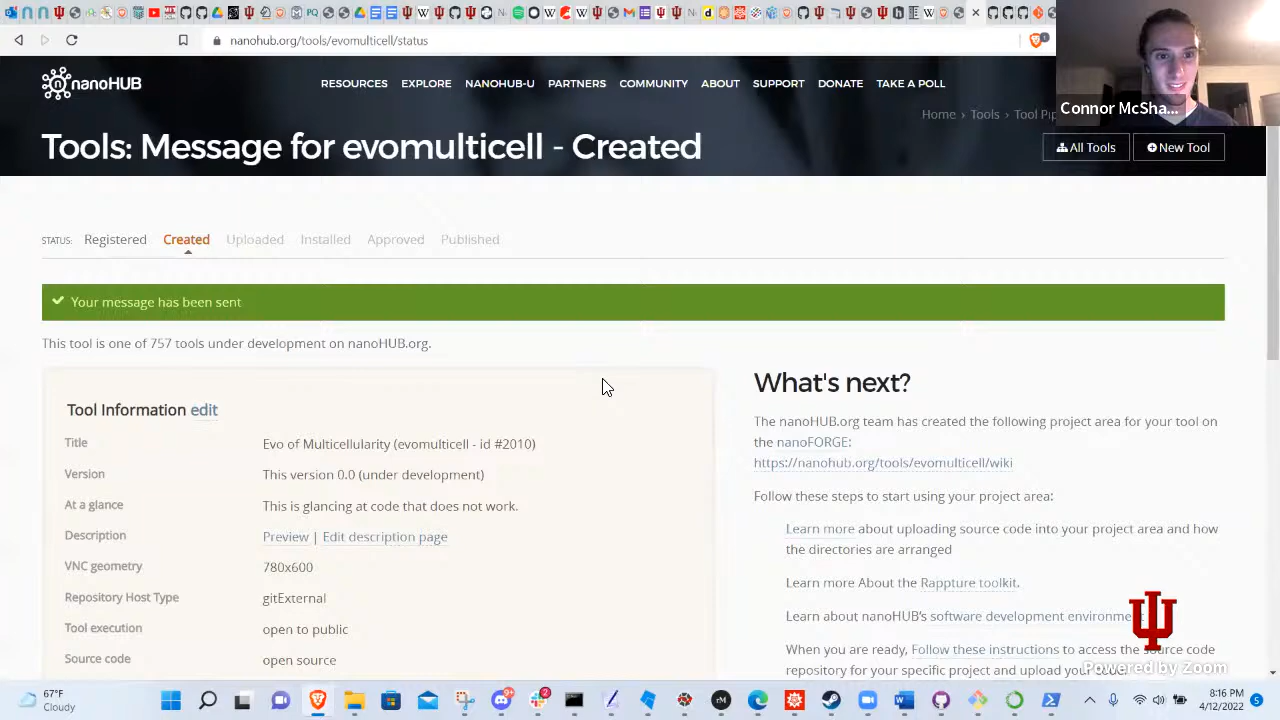 nanohub.org/tools/evomulticell/status
nanoHUB
RESOURCES EXPLORE NANOHUB-U PARTNERS COMMUNITY ABOUT SUPPORT DONATE TAKE A POLL
Connor McSha...
Home › Tools › Tool Pip
Tools: Message for evomulticell - Created
All Tools New Tool
STATUS: Registered Created Uploaded Installed Approved Published
Your message has been sent
This tool is one of 757 tools under development on nanoHUB.org.
Tool Information edit
Title Evo of Multicellularity (evomulticell - id #2010)
Version This version 0.0 (under development)
At a glance This is glancing at code that does not work.
Description Preview | Edit description page
VNC geometry 780x600
Repository Host Type gitExternal
Tool execution open to public
Source code open source
What's next?
The nanoHUB.org team has created the following project area for your tool on
the nanoFORGE:
https://nanohub.org/tools/evomulticell/wiki
Follow these steps to start using your project area:
Learn more about uploading source code into your project area and how
the directories are arranged
Learn more About the Rappture toolkit.
Learn about nanoHUB's software development environment
When you are ready, Follow these instructions to access the source code
repository for your specific project and upload your code.
Powered by Zoom
67°F
Cloudy
8:16 PM
4/12/2022